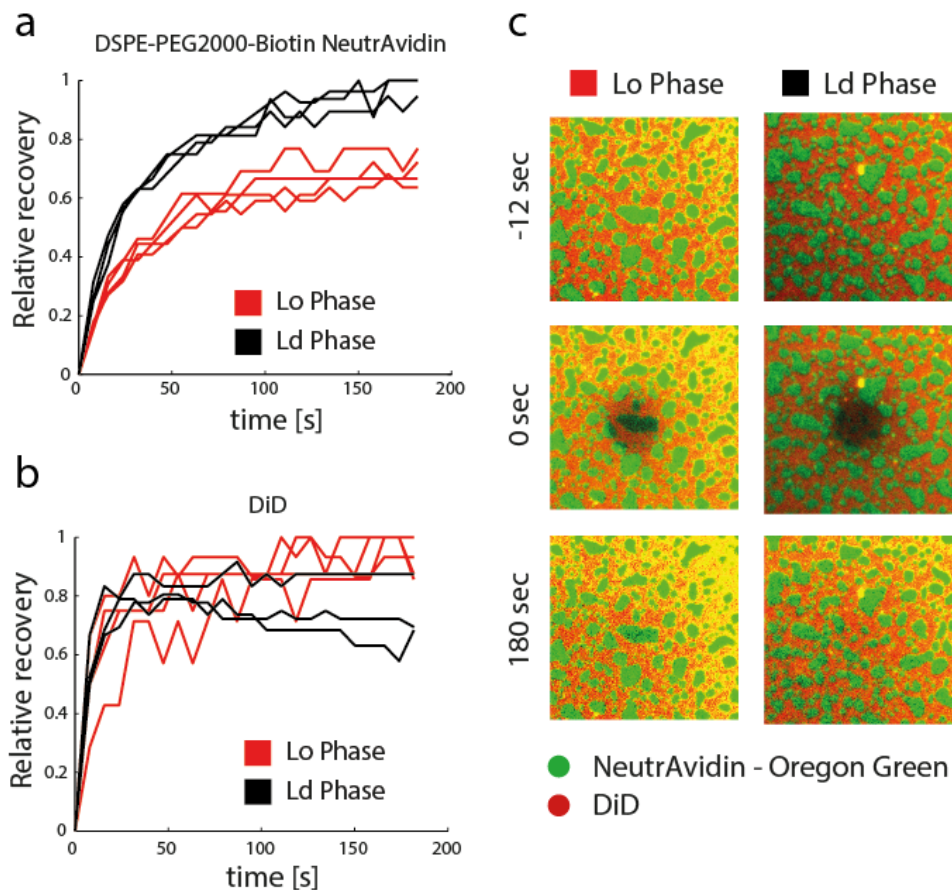 a
DSPE-PEG2000-Biotin NeutrAvidin
1
0.8
0.6
0.4
0.2
0
0
50
100
150
200
Relative recovery
time [s]
Lo Phase
Ld Phase
b
DiD
1
0.8
0.6
0.4
0.2
0
0
50
100
150
200
Relative recovery
time [s]
Lo Phase
Ld Phase
c
Lo Phase
Ld Phase
-12 sec
0 sec
180 sec
NeutrAvidin - Oregon Green
DiD